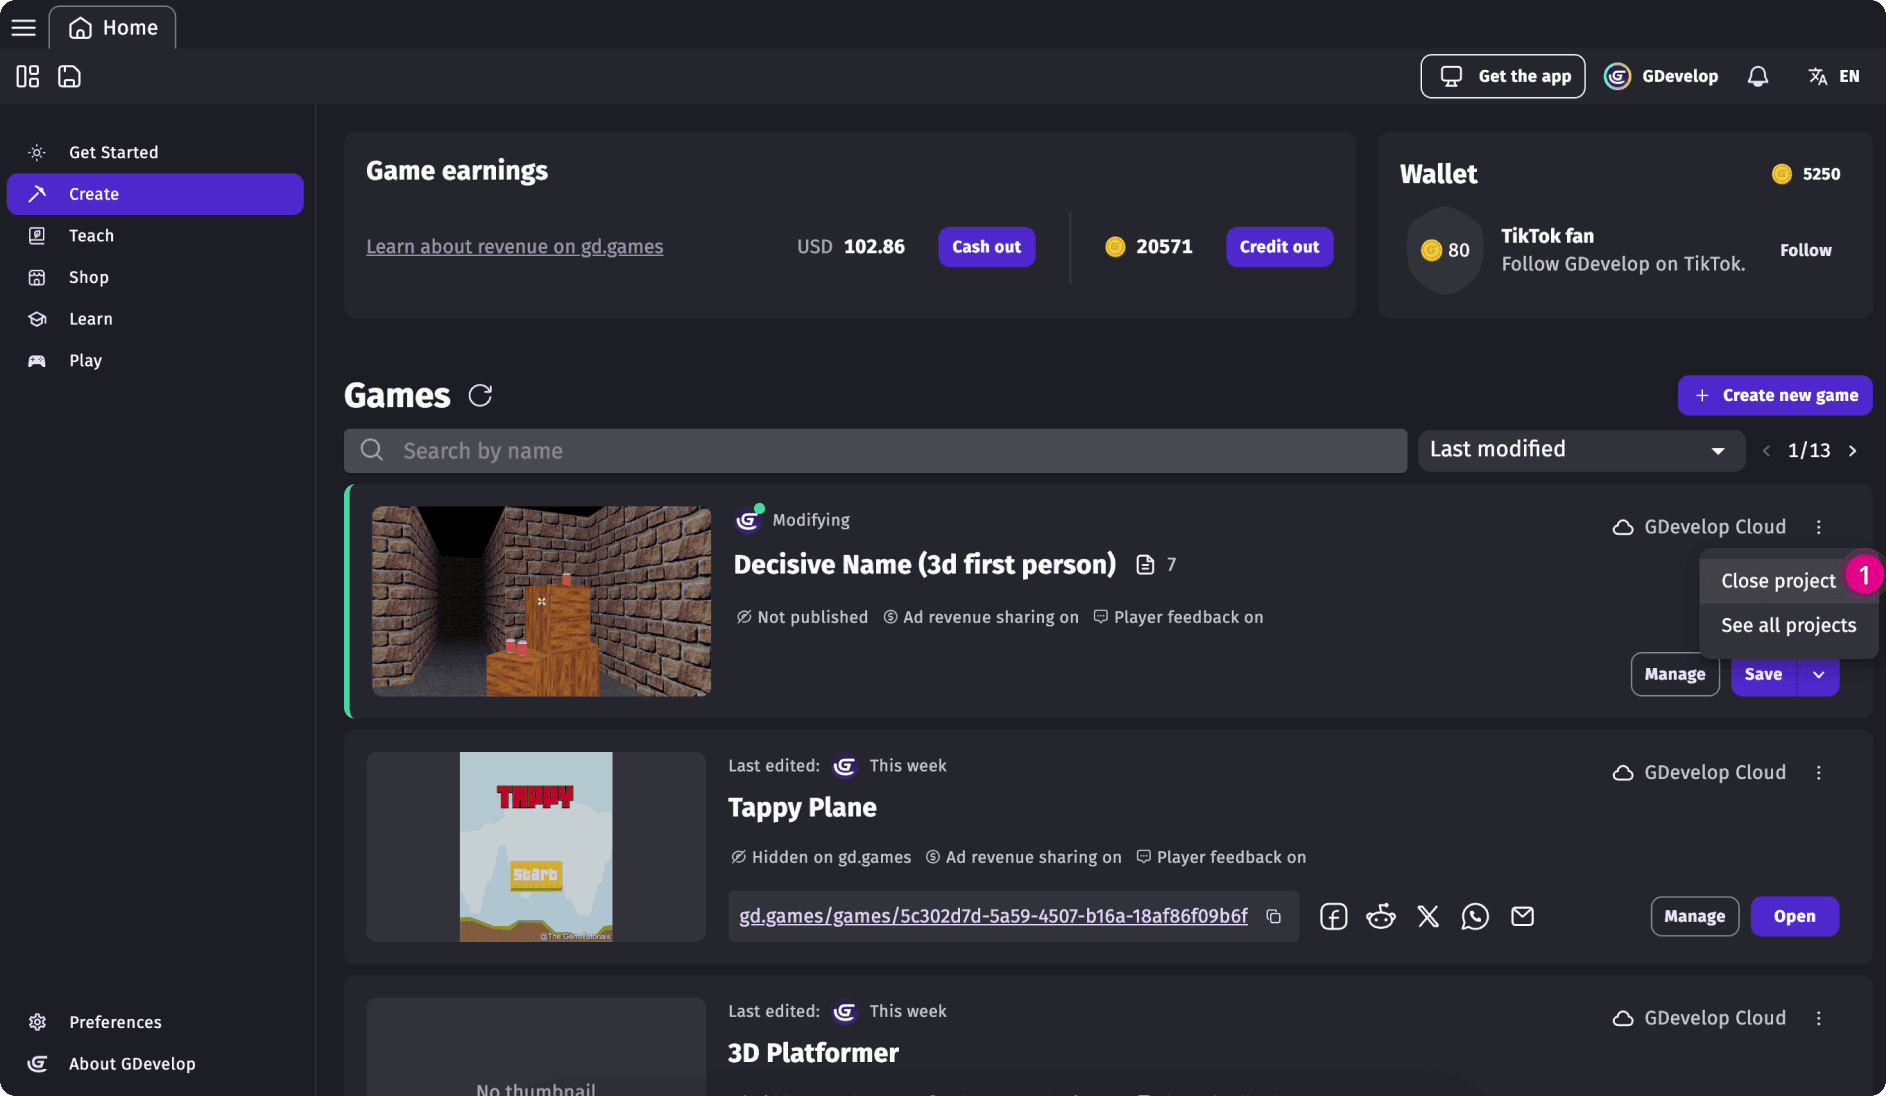 Home
Get the app
GDevelop
EN
Get Started
Create
Teach
Shop
Learn
Play
Preferences
About GDevelop
Game earnings
Learn about revenue on gd.games
USD 102.86
Cash out
20571
Credit out
Wallet
5250
80
TikTok fan
Follow GDevelop on TikTok.
Follow
Games
+ Create new game
Search by name
Last modified
1/13
Modifying
GDevelop Cloud
Decisive Name (3d first person) 7
Not published Ad revenue sharing on Player feedback on
Close project 1
See all projects
Manage
Save
Last edited: This week
GDevelop Cloud
Tappy Plane
TAPPY
start
Hidden on gd.games Ad revenue sharing on Player feedback on
gd.games/games/5c302d7d-5a59-4507-b16a-18af86f09b6f
Manage
Open
Last edited: This week
GDevelop Cloud
3D Platformer
No thumbnail